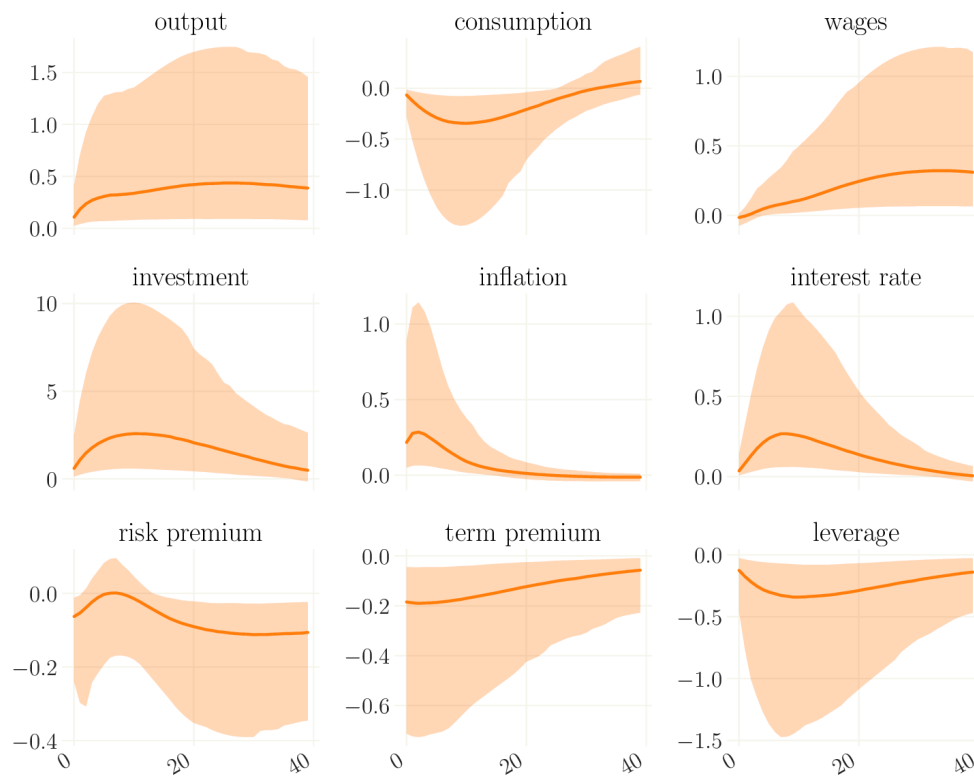 output consumption wages
1.5 0.0 1.0
1.0 −0.5 0.5
0.5 −1.0 0.0
0.0
investment inflation interest rate
10 1.0 1.0
5 0.5 0.5
0 0.0 0.0
risk premium term premium leverage
0.0 0.0 0.0
−0.2 −0.2 −0.5
−0.4 −0.4 −1.0
−0.6 −1.5
0 20 40 0 20 40 0 20 40